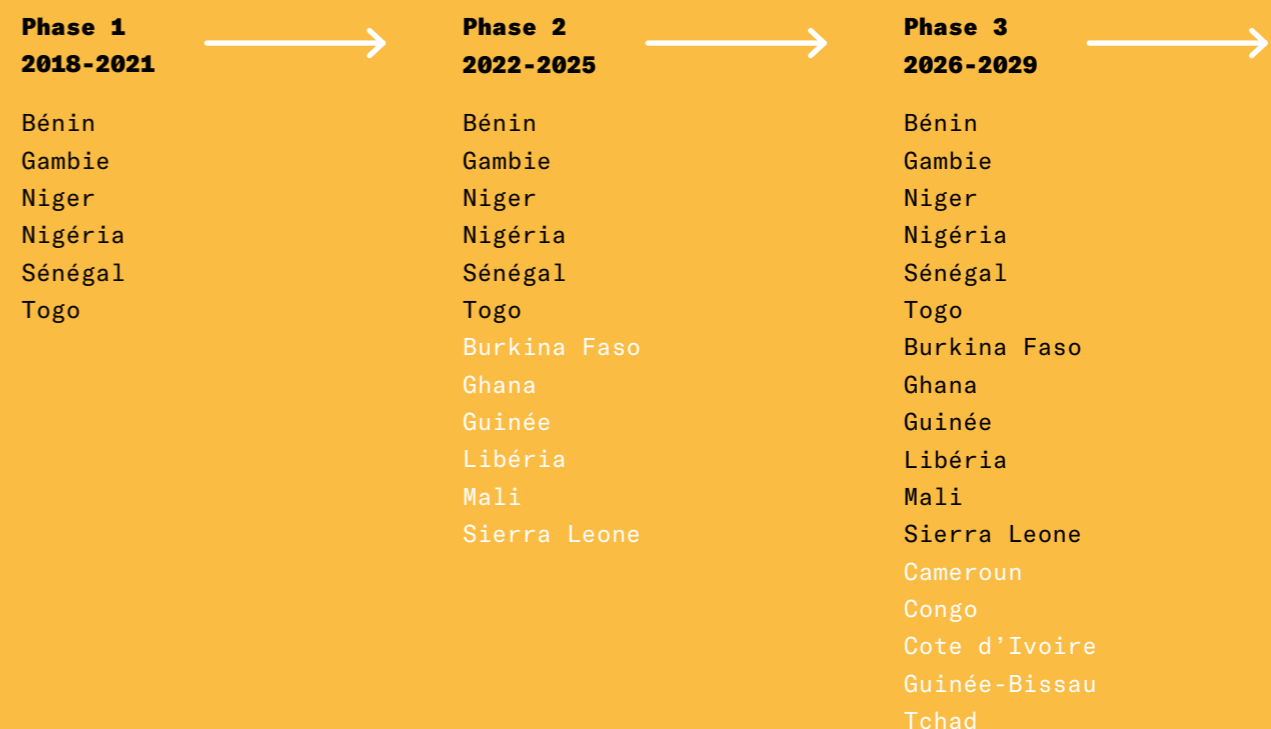 Phase 1
2018-2021
Bénin
Gambie
Niger
Nigéria
Sénégal
Togo
Phase 2
2022-2025
Bénin
Gambie
Niger
Nigéria
Sénégal
Togo
Burkina Faso
Ghana
Guinée
Libéria
Mali
Sierra Leone
Phase 3
2026-2029
Bénin
Gambie
Niger
Nigéria
Sénégal
Togo
Burkina Faso
Ghana
Guinée
Libéria
Mali
Sierra Leone
Cameroun
Congo
Cote d’Ivoire
Guinée-Bissau
Tchad